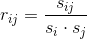 r_{ij} = \frac{s_{ij}}{s_i \cdot s_j}